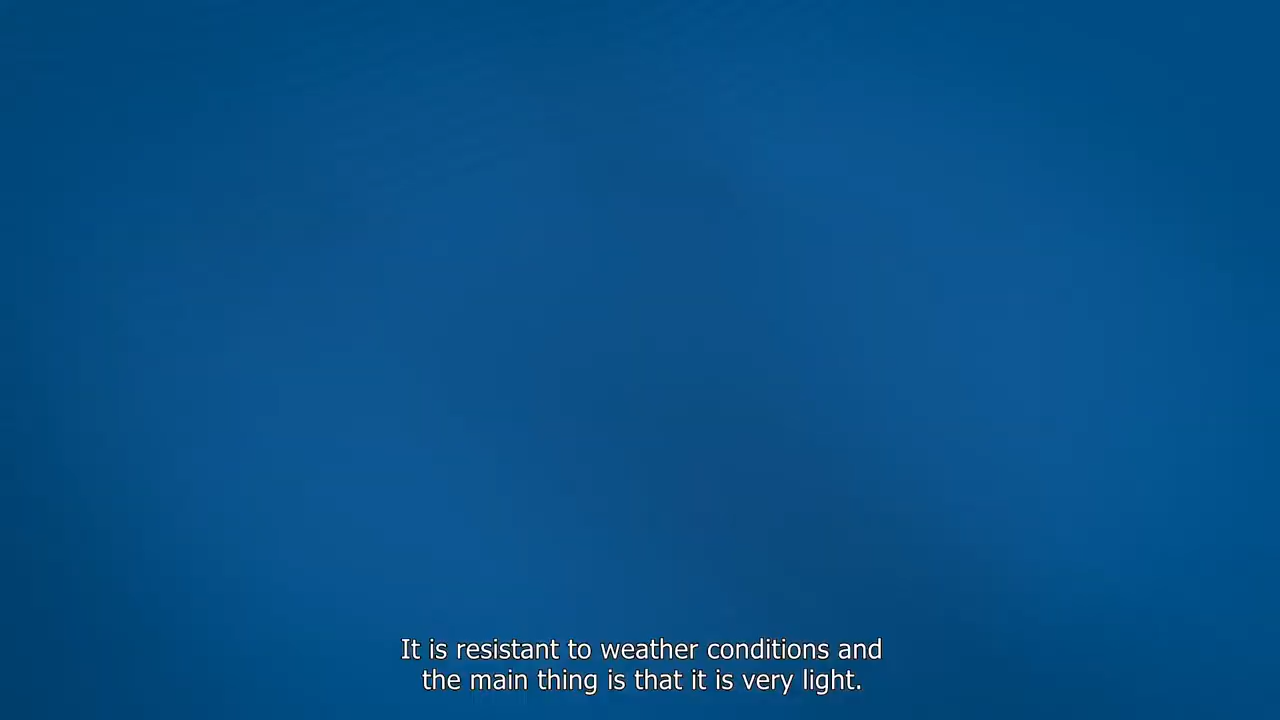 It is resistant to weather conditions and
the main thing is that it is very light.